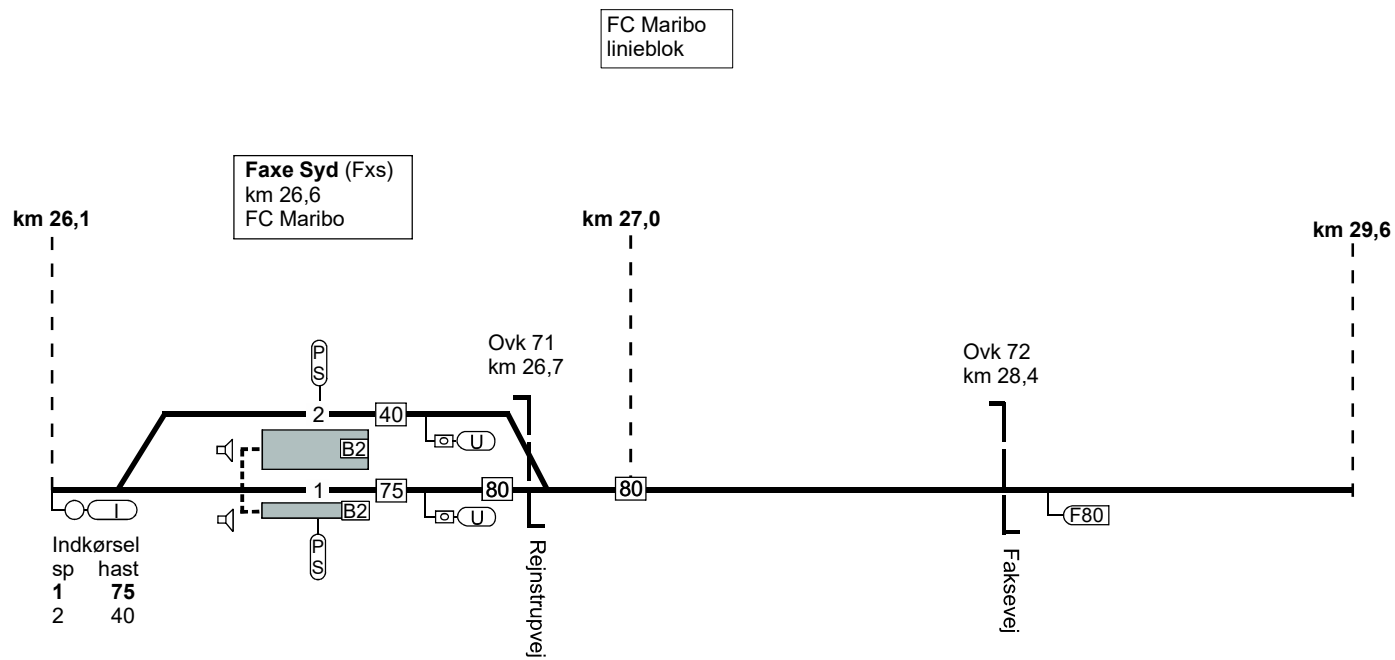 FC Maribo
linieblok
Faxe Syd (Fxs)
km 26,6
FC Maribo
km 26,1
km 27,0
km 29,6
Ovk 71
km 26,7
Ovk 72
km 28,4
P
S
2
40
U
B2
1
75
80
80
B2
U
I
F80
P
S
Indkørsel
sp hast
1 75
2 40
Rejnstrupvej
Faksevej